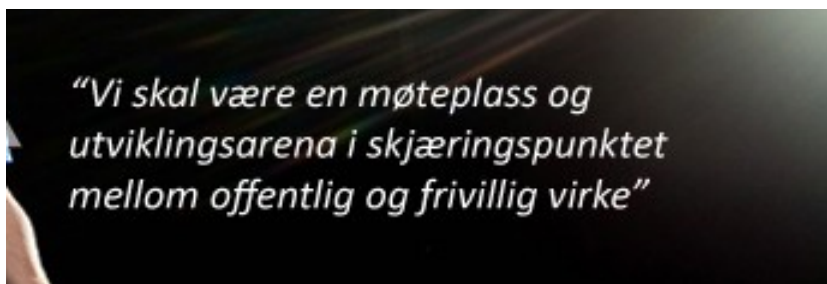 “Vi skal være en møteplass og
utviklingsarena i skjæringspunktet
mellom offentlig og frivillig virke”